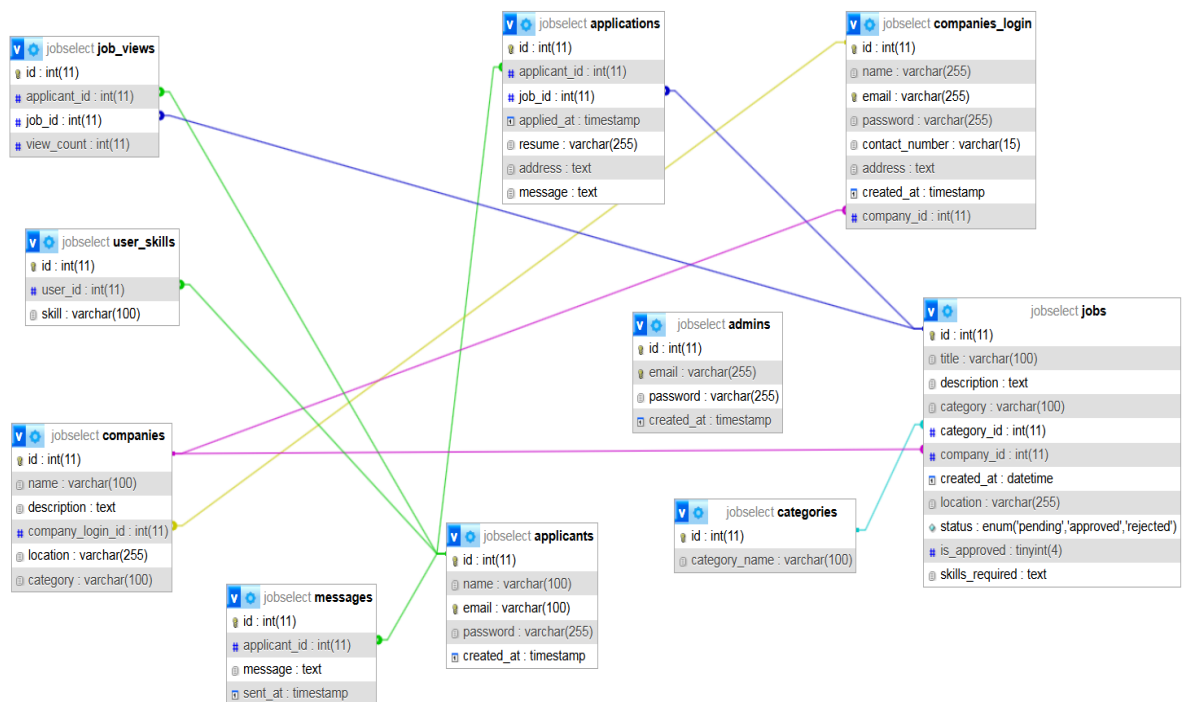 jobselect job_views
id : int(11)
applicant_id : int(11)
job_id : int(11)
view_count : int(11)
jobselect applications
id : int(11)
applicant_id : int(11)
job_id : int(11)
applied_at : timestamp
resume : varchar(255)
address : text
message : text
jobselect companies_login
id : int(11)
name : varchar(255)
email : varchar(255)
password : varchar(255)
contact_number : varchar(15)
address : text
created_at : timestamp
company_id : int(11)
jobselect user_skills
id : int(11)
user_id : int(11)
skill : varchar(100)
jobselect admins
id : int(11)
email : varchar(255)
password : varchar(255)
created_at : timestamp
jobselect jobs
id : int(11)
title : varchar(100)
description : text
category : varchar(100)
category_id : int(11)
company_id : int(11)
created_at : datetime
location : varchar(255)
status : enum('pending','approved','rejected')
is_approved : tinyint(4)
skills_required : text
jobselect companies
id : int(11)
name : varchar(100)
description : text
company_login_id : int(11)
location : varchar(255)
category : varchar(100)
jobselect categories
id : int(11)
category_name : varchar(100)
jobselect applicants
id : int(11)
name : varchar(100)
email : varchar(100)
password : varchar(255)
created_at : timestamp
jobselect messages
id : int(11)
applicant_id : int(11)
message : text
sent_at : timestamp